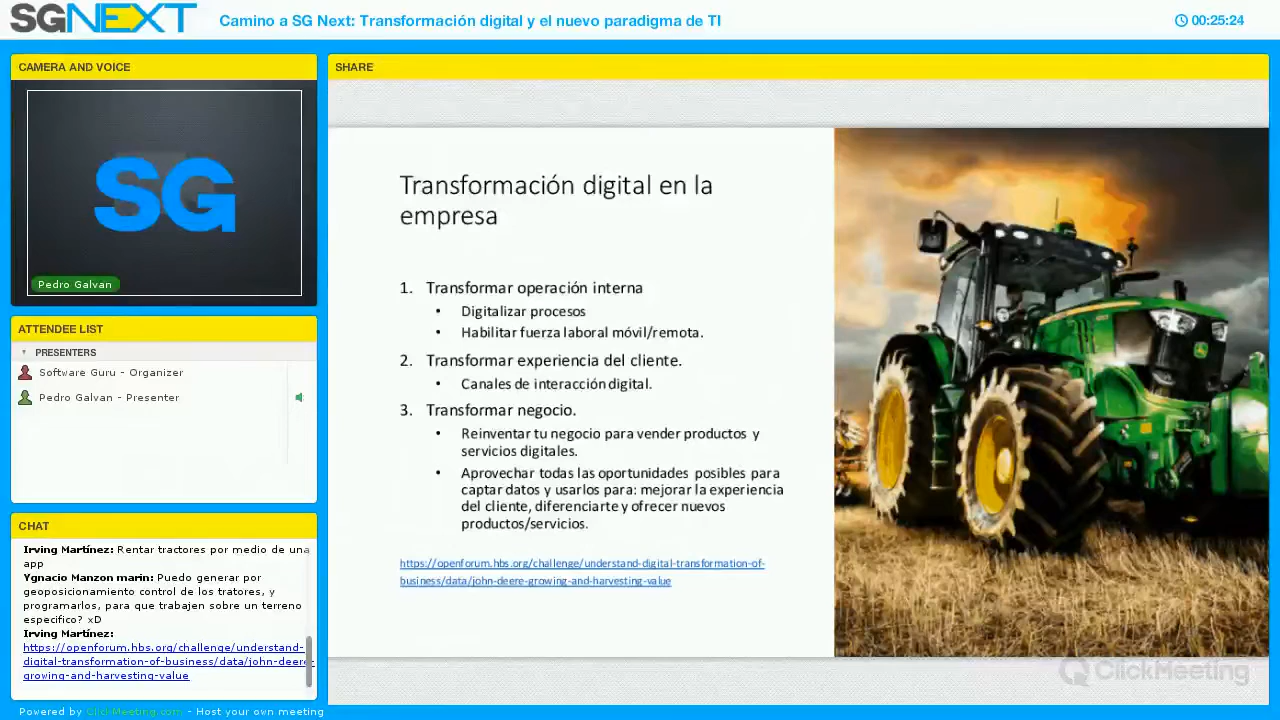 SGNEXT
Camino a SG Next: Transformación digital y el nuevo paradigma de TI
00:25:24
CAMERA AND VOICE
SG
Pedro Galvan
ATTENDEE LIST
PRESENTERS
Software Guru - Organizer
Pedro Galvan - Presenter
CHAT
Irving Martínez: Rentar tractores por medio de una
app
Ygnacio Manzon marin: Puedo generar por
geoposicionamiento control de los tratores, y
programarlos, para que trabajen sobre un terreno
especifico? xD
Irving Martínez:
https://openforum.hbs.org/challenge/understand-
digital-transformation-of-business/data/john-deere-
growing-and-harvesting-value
SHARE
Transformación digital en la
empresa
1. Transformar operación interna
• Digitalizar procesos
• Habilitar fuerza laboral móvil/remota.
2. Transformar experiencia del cliente.
• Canales de interacción digital.
3. Transformar negocio.
• Reinventar tu negocio para vender productos y
servicios digitales.
• Aprovechar todas las oportunidades posibles para
captar datos y usarlos para: mejorar la experiencia
del cliente, diferenciarte y ofrecer nuevos
productos/servicios.
https://openforum.hbs.org/challenge/understand-digital-transformation-of-
business/data/john-deere-growing-and-harvesting-value
ClickMeeting
Powered by ClickMeeting.com - Host your own meeting